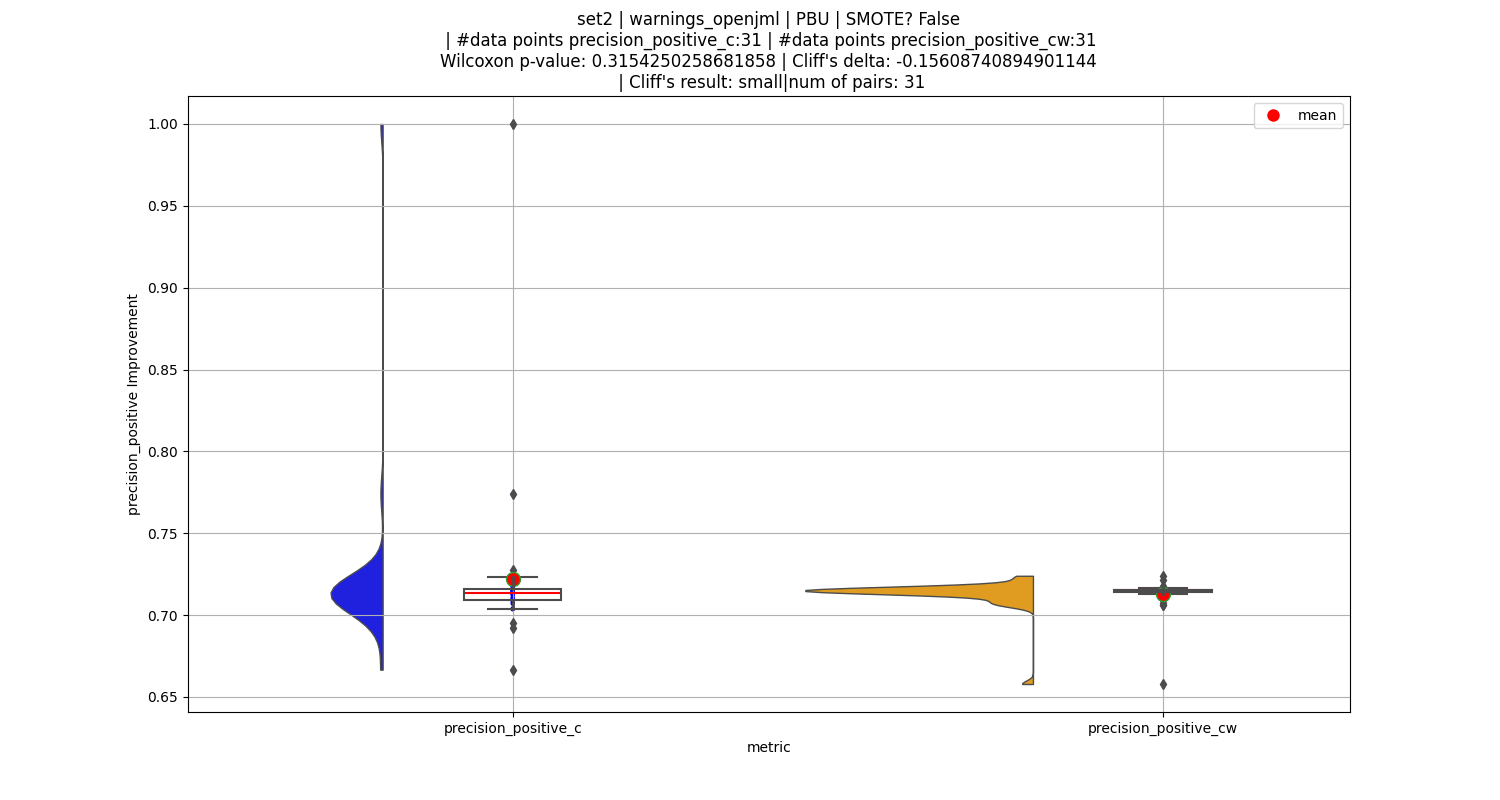 set2 | warnings_openjml | PBU | SMOTE? False
| #data points precision_positive_c:31 | #data points precision_positive_cw:31
Wilcoxon p-value: 0.3154250258681858 | Cliff's delta: -0.15608740894901144
| Cliff's result: small|num of pairs: 31
mean
1.00
0.95
0.90
0.85
0.80
0.75
0.70
0.65
precision_positive Improvement
precision_positive_c
precision_positive_cw
metric